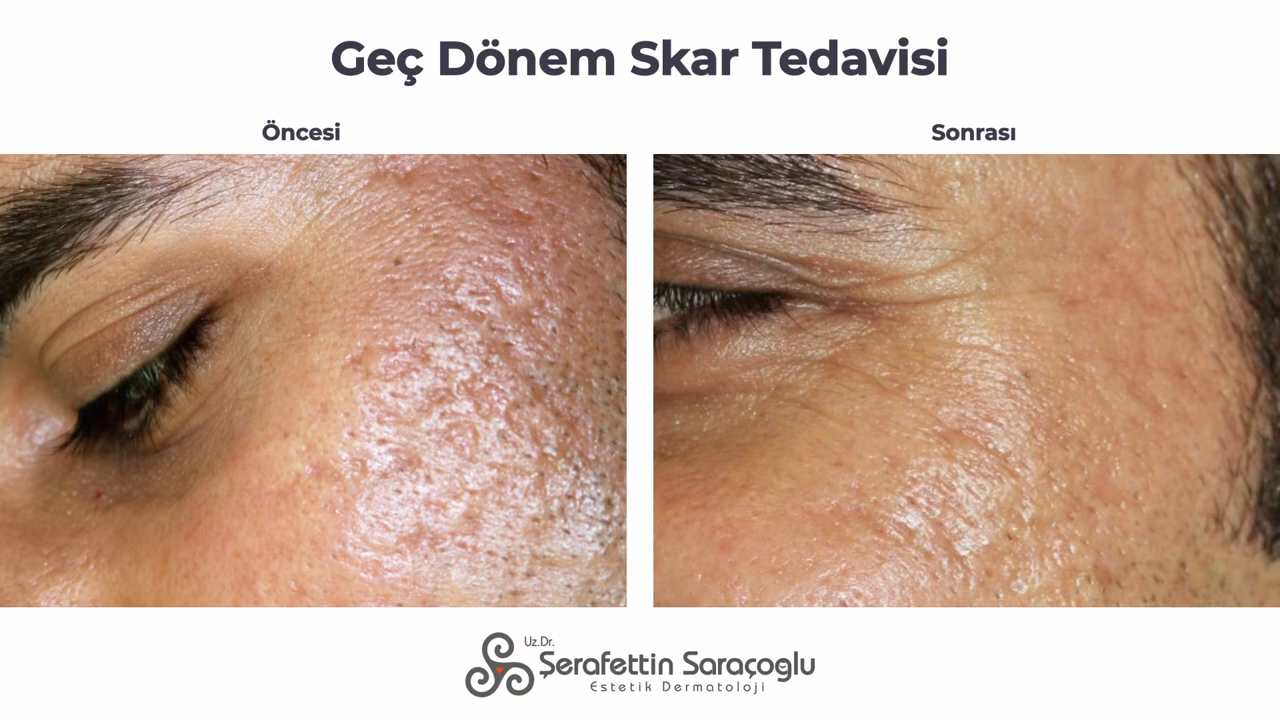 Geç Dönem Skar Tedavisi
Öncesi
Sonrası
Uz.Dr.
Şerafettin Saraçoglu
Estetik Dermatoloji